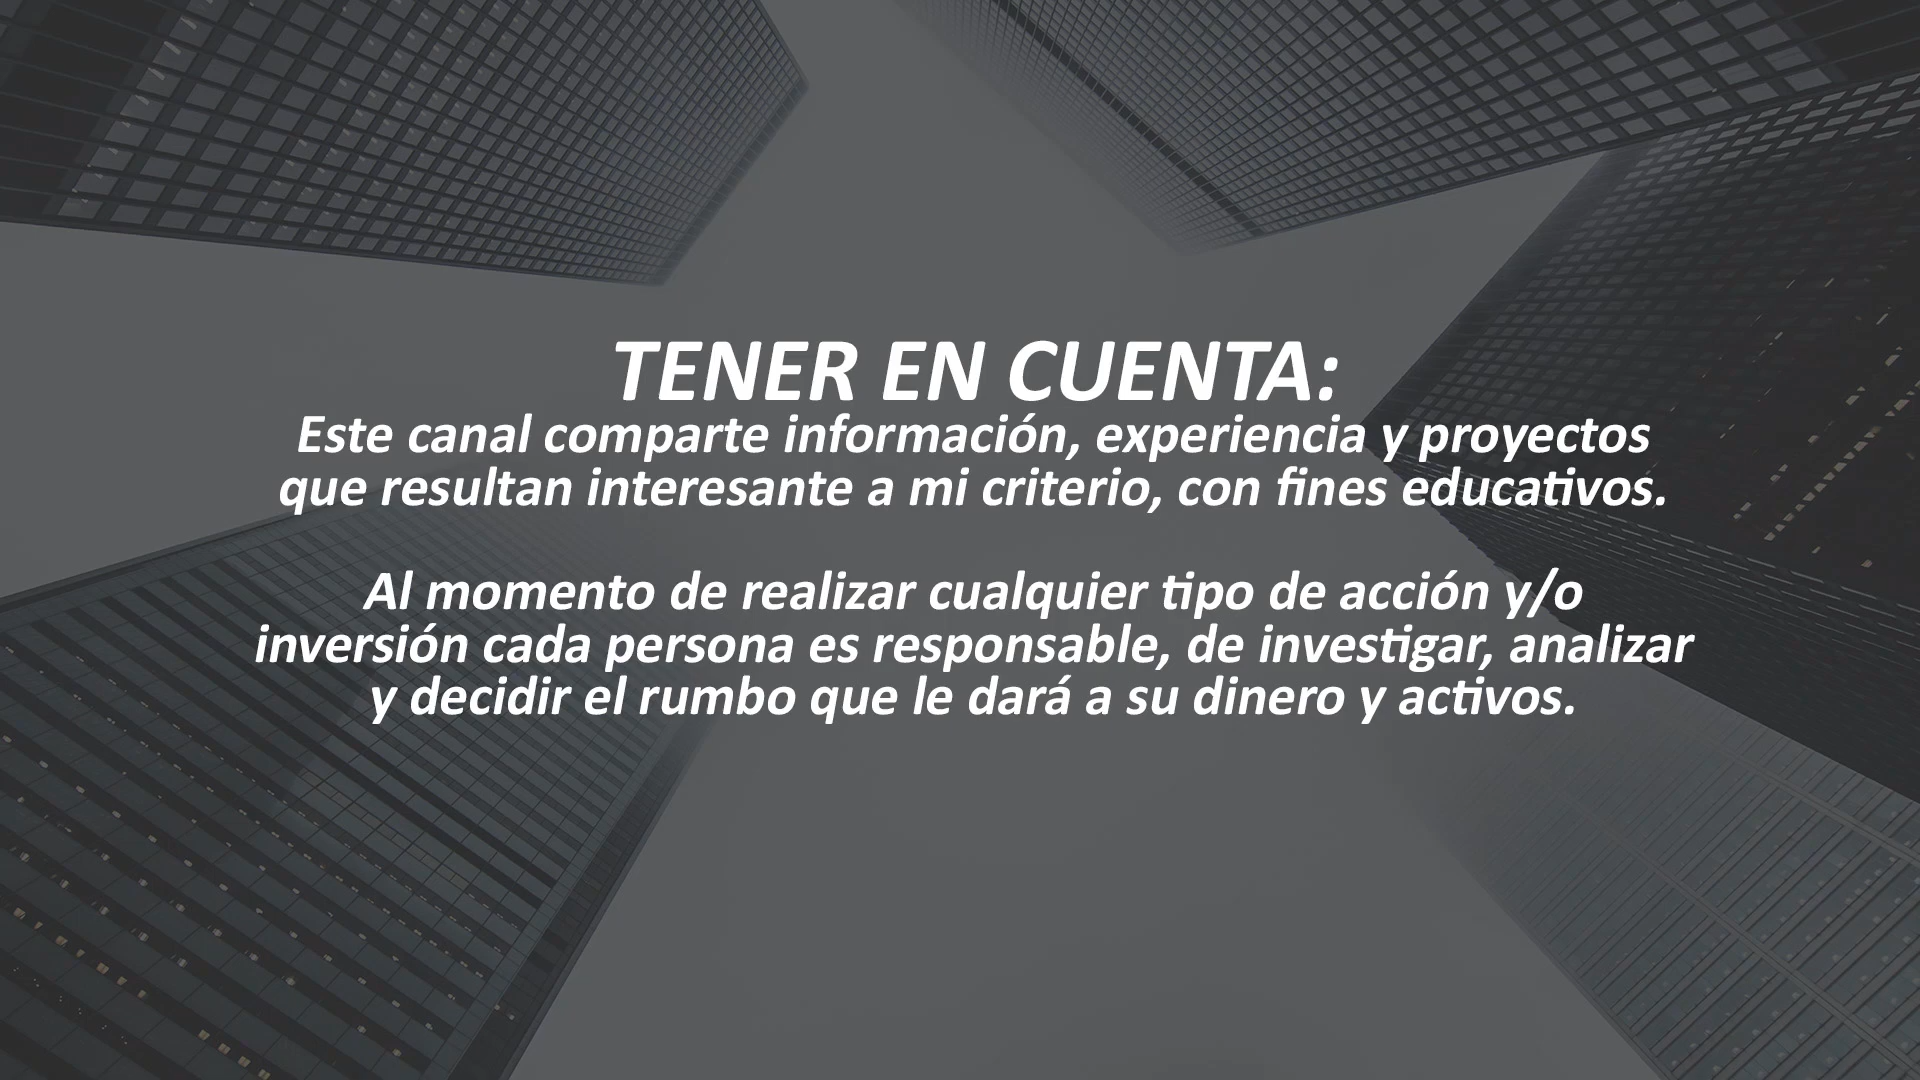 TENER EN CUENTA:
Este canal comparte información, experiencia y proyectos
que resultan interesante a mi criterio, con fines educativos.
Al momento de realizar cualquier tipo de acción y/o
inversión cada persona es responsable, de investigar, analizar
y decidir el rumbo que le dará a su dinero y activos.